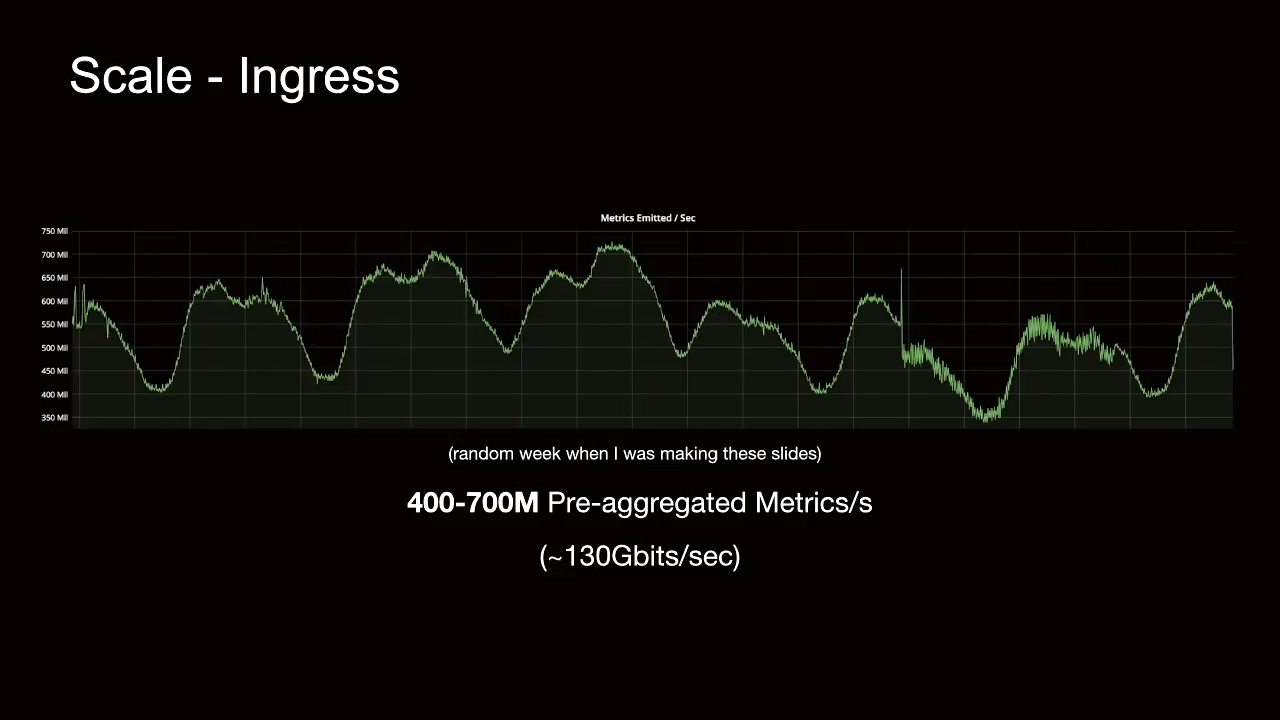 Scale - Ingress
Metrics Emitted / Sec
750 Mil
700 Mil
650 Mil
600 Mil
550 Mil
500 Mil
450 Mil
400 Mil
350 Mil
(random week when I was making these slides)
400-700M Pre-aggregated Metrics/s
(~130Gbits/sec)